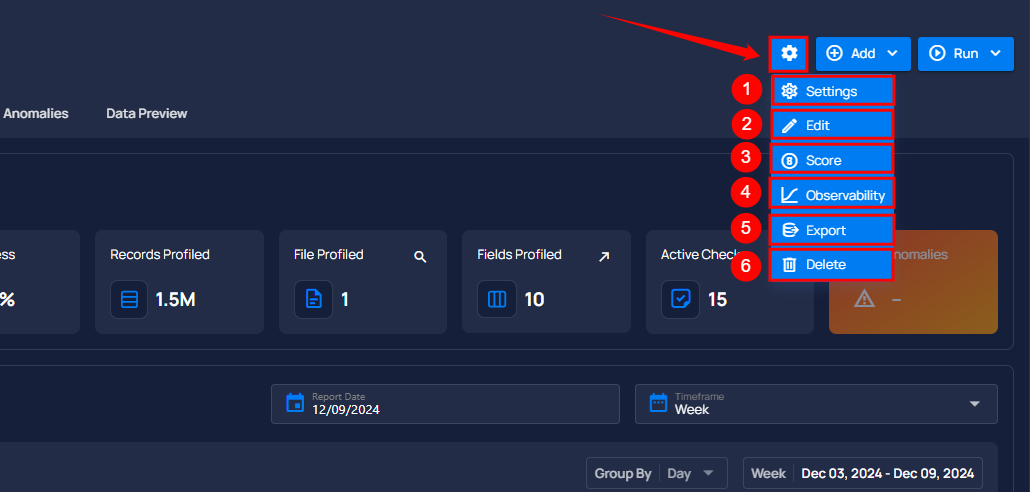 Add
Run
1
Settings
Anomalies
Data Preview
2
Edit
3
Score
4
Observability
5
Export
6
Delete
ess
%
Records Profiled
1.5M
File Profiled
1
Fields Profiled
10
Active Check
15
nomalies
–
Report Date
12/09/2024
Timeframe
Week
Group By
Day
Week
Dec 03, 2024 - Dec 09, 2024